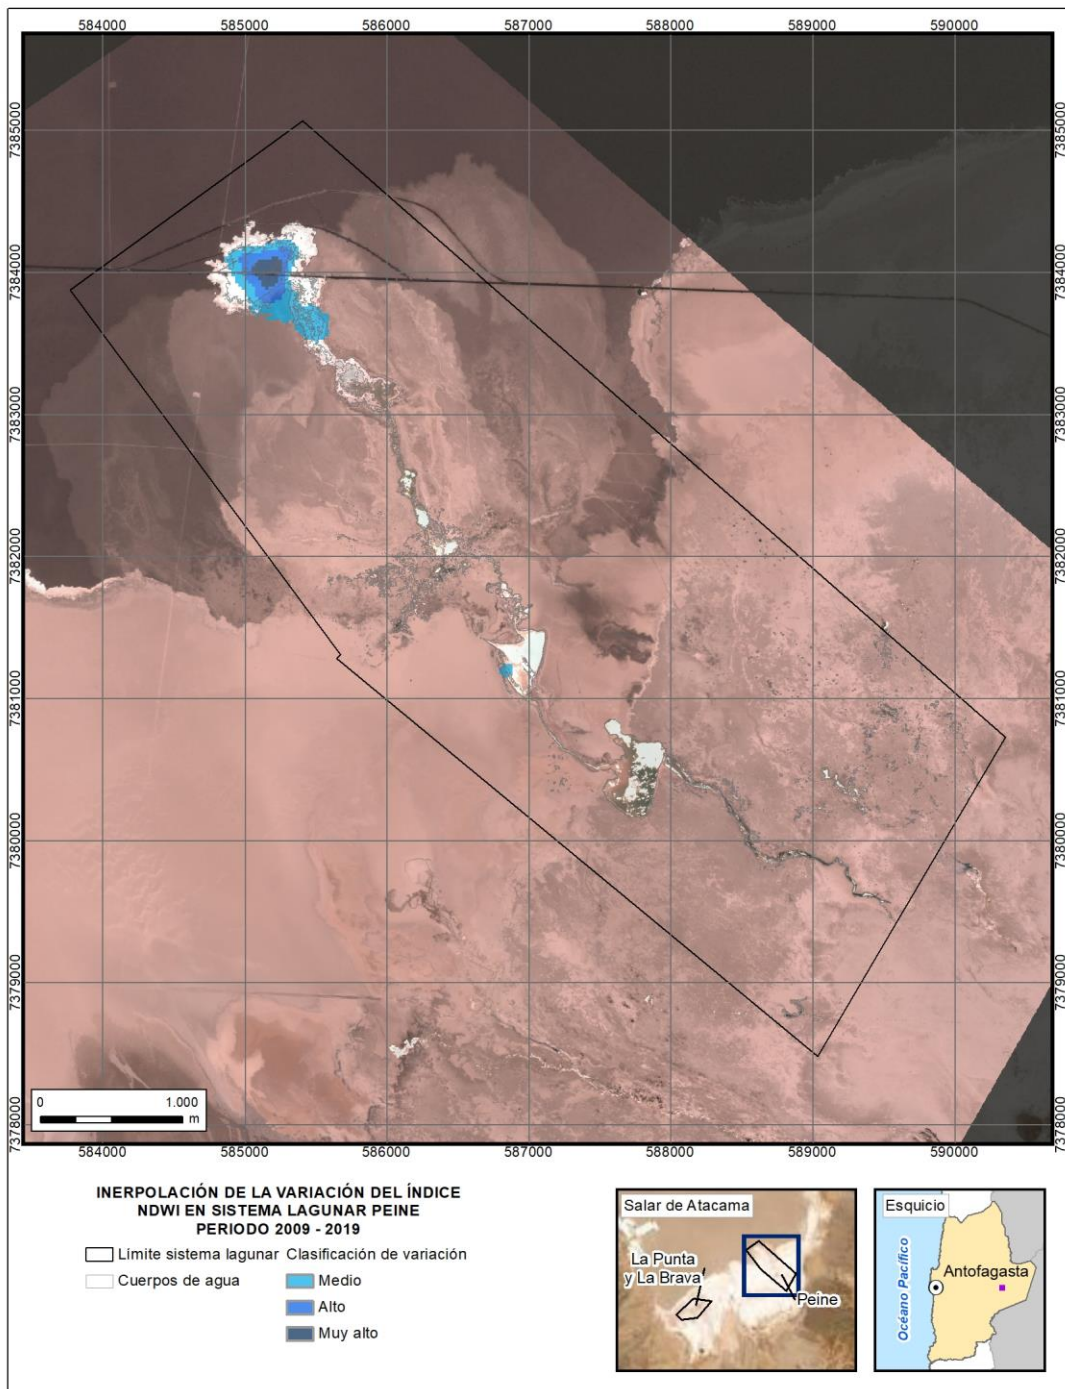 584000 585000 586000 587000 588000 589000 590000
7385000 7385000
7384000 7384000
7383000 7383000
7382000 7382000
7381000 7381000
7380000 7380000
7379000 7379000
7378000 7378000
0 1.000
m
584000 585000 586000 587000 588000 589000 590000
INERPOLACIÓN DE LA VARIACIÓN DEL ÍNDICE
NDWI EN SISTEMA LAGUNAR PEINE
PERIODO 2009 - 2019
Límite sistema lagunar Clasificación de variación
Cuerpos de agua
Medio
Alto
Muy alto
Salar de Atacama
La Punta
y La Brava
Peine
Esquicio
Océano Pacífico
Antofagasta